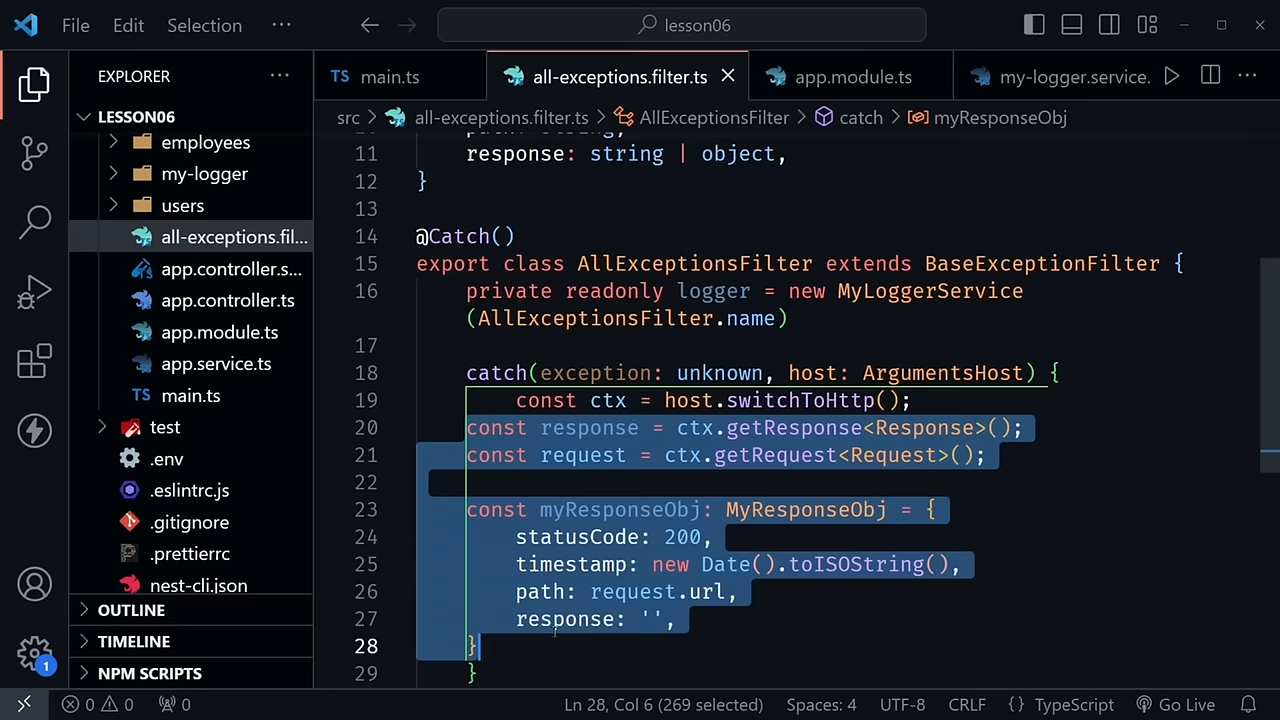 File Edit Selection ··· lesson06
EXPLORER ···
TS main.ts all-exceptions.filter.ts app.module.ts my-logger.service. ···
LESSON06
src > all-exceptions.filter.ts > AllExceptionsFilter > catch > myResponseObj
employees
my-logger
users
all-exceptions.fil...
app.controller.s...
app.controller.ts
app.module.ts
app.service.ts
TS main.ts
test
.env
.eslintrc.js
.gitignore
.prettierrc
nest-cli.json
OUTLINE
TIMELINE
NPM SCRIPTS
1
11 response: string | object,
12 }
13
14 @Catch()
15 export class AllExceptionsFilter extends BaseExceptionFilter {
16 private readonly logger = new MyLoggerService
(AllExceptionsFilter.name)
17
18 catch(exception: unknown, host: ArgumentsHost) {
19 const ctx = host.switchToHttp();
20 const response = ctx.getResponse<Response>();
21 const request = ctx.getRequest<Request>();
22
23 const myResponseObj: MyResponseObj = {
24 statusCode: 200,
25 timestamp: new Date().toISOString(),
26 path: request.url,
27 response: '',
28 }
29 }
0 0 0 Ln 28, Col 6 (269 selected) Spaces: 4 UTF-8 CRLF {} TypeScript Go Live